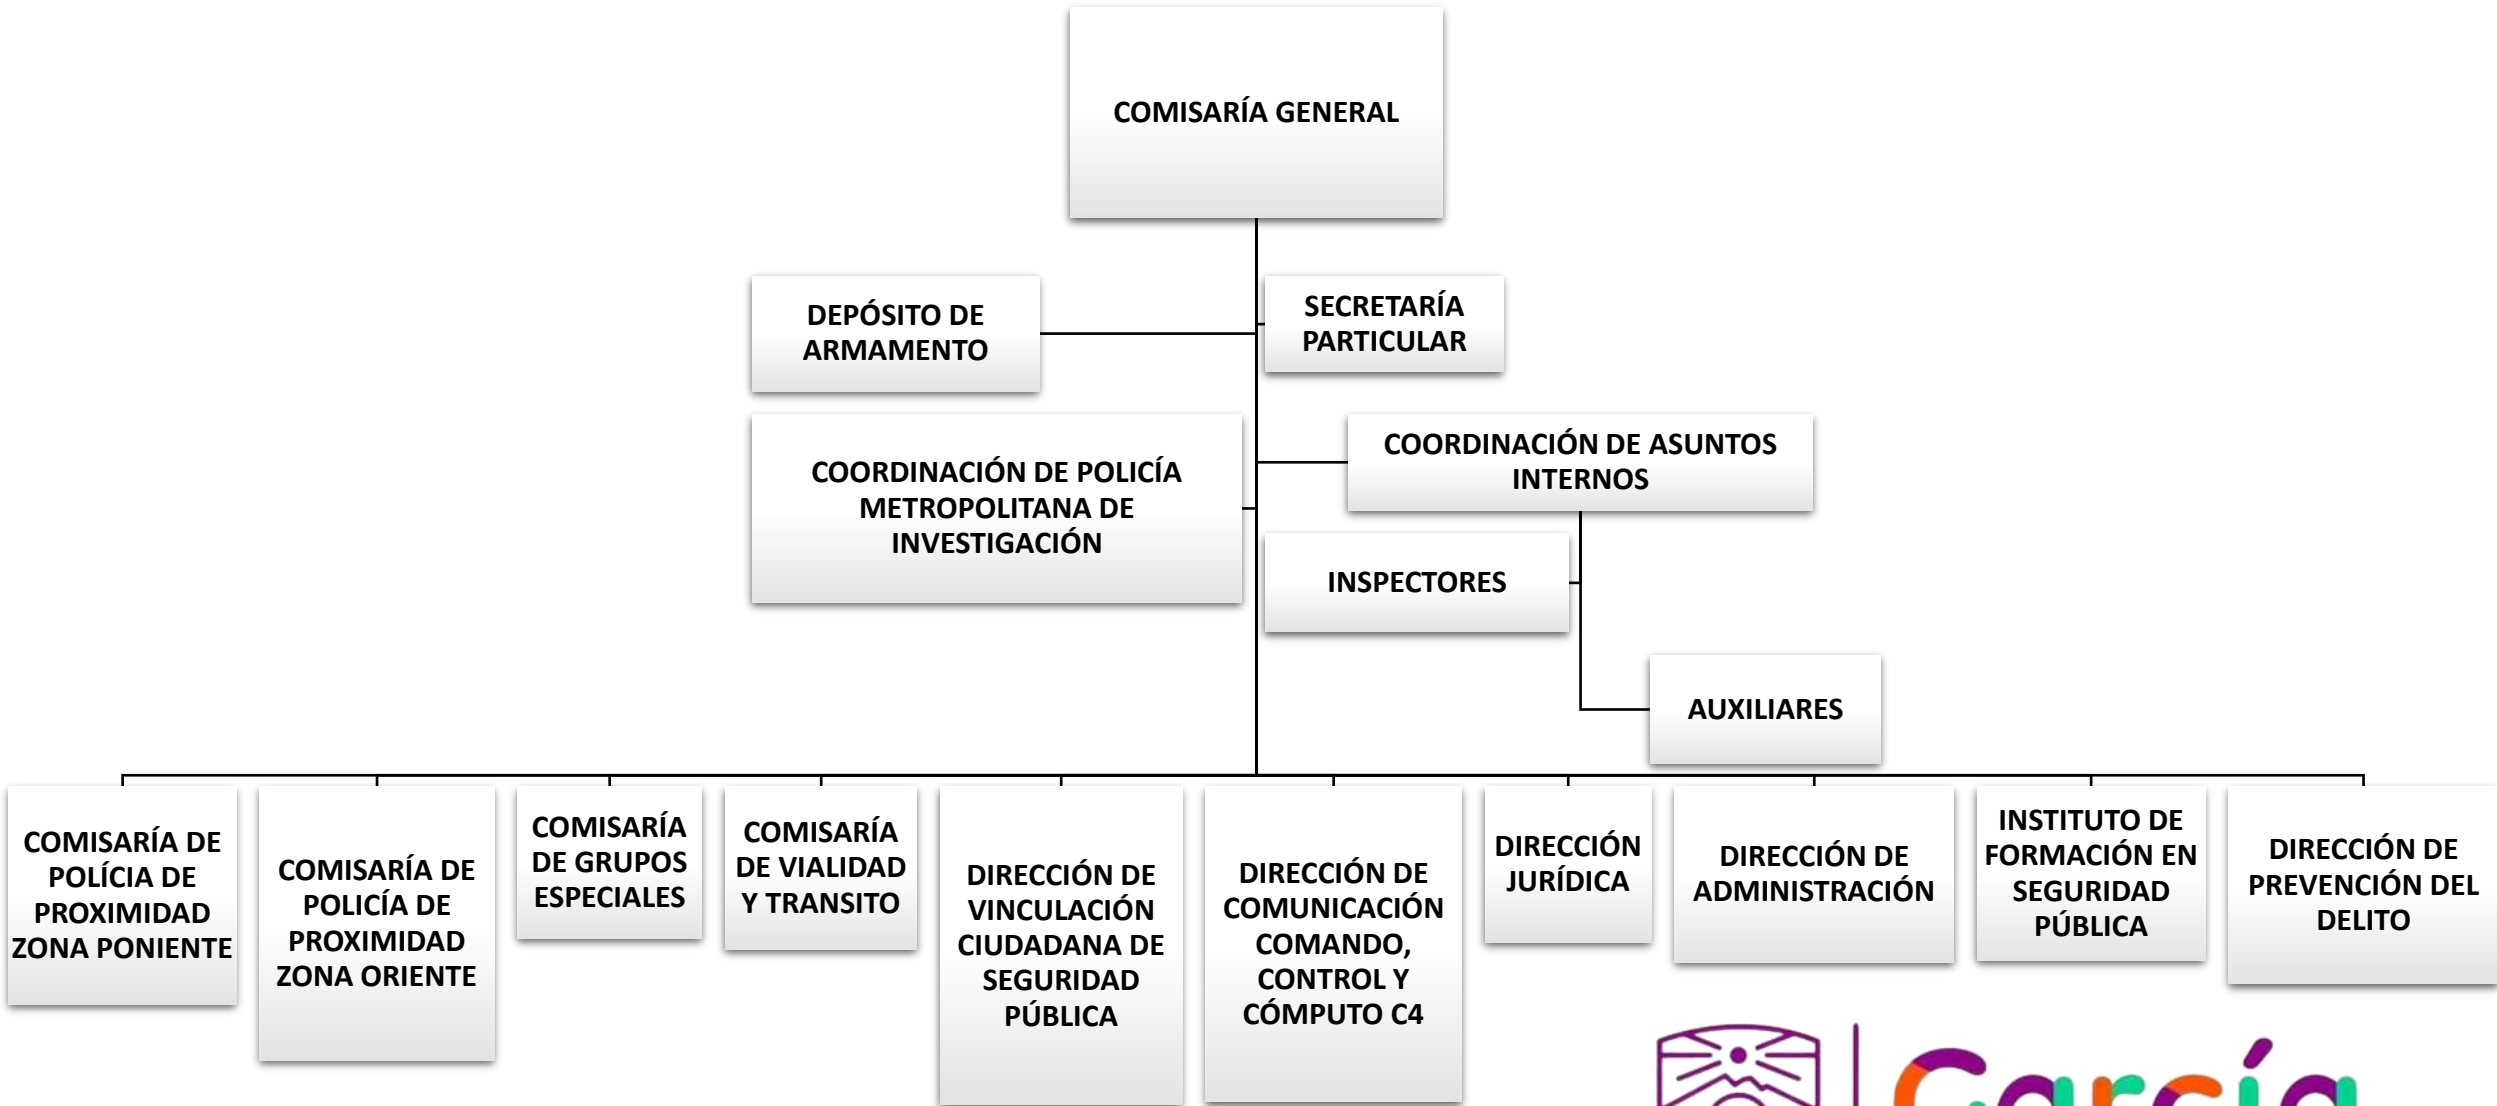 COMISARÍA GENERAL
DEPÓSITO DE
ARMAMENTO
SECRETARÍA
PARTICULAR
COORDINACIÓN DE POLICÍA
METROPOLITANA DE
INVESTIGACIÓN
COORDINACIÓN DE ASUNTOS
INTERNOS
INSPECTORES
AUXILIARES
COMISARÍA DE
POLÍCIA DE
PROXIMIDAD
ZONA PONIENTE
COMISARÍA DE
POLICÍA DE
PROXIMIDAD
ZONA ORIENTE
COMISARÍA
DE GRUPOS
ESPECIALES
COMISARÍA
DE VIALIDAD
Y TRANSITO
DIRECCIÓN DE
VINCULACIÓN
CIUDADANA DE
SEGURIDAD
PÚBLICA
DIRECCIÓN DE
COMUNICACIÓN
COMANDO,
CONTROL Y
CÓMPUTO C4
DIRECCIÓN
JURÍDICA
DIRECCIÓN DE
ADMINISTRACIÓN
INSTITUTO DE
FORMACIÓN EN
SEGURIDAD
PÚBLICA
DIRECCIÓN DE
PREVENCIÓN DEL
DELITO
García